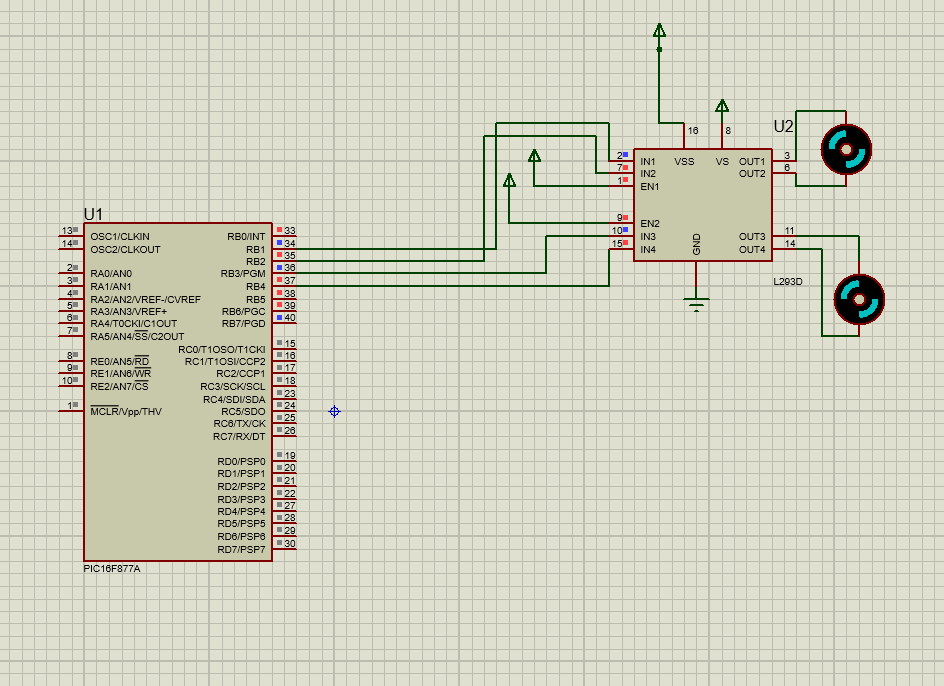 U1
13 OSC1/CLKIN RB0/INT 33
14 OSC2/CLKOUT RB1 34
RB2 35
2 RA0/AN0 RB3/PGM 36
3 RA1/AN1 RB4 37
4 RA2/AN2/VREF-/CVREF RB5 38
5 RA3/AN3/VREF+ RB6/PGC 39
6 RA4/T0CKI/C1OUT RB7/PGD 40
7 RA5/AN4/SS/C2OUT
RC0/T1OSO/T1CKI 15
8 RE0/AN5/RD RC1/T1OSI/CCP2 16
9 RE1/AN6/WR RC2/CCP1 17
10 RE2/AN7/CS RC3/SCK/SCL 18
RC4/SDI/SDA 23
1 MCLR/Vpp/THV RC5/SDO 24
RC6/TX/CK 25
RC7/RX/DT 26
RD0/PSP0 19
RD1/PSP1 20
RD2/PSP2 21
RD3/PSP3 22
RD4/PSP4 27
RD5/PSP5 28
RD6/PSP6 29
RD7/PSP7 30
PIC16F877A
U2
16 8
2 IN1 VSS VS OUT1 3
7 IN2 OUT2 6
1 EN1
9 EN2
10 IN3 OUT3 11
15 IN4 OUT4 14
GND
L293D